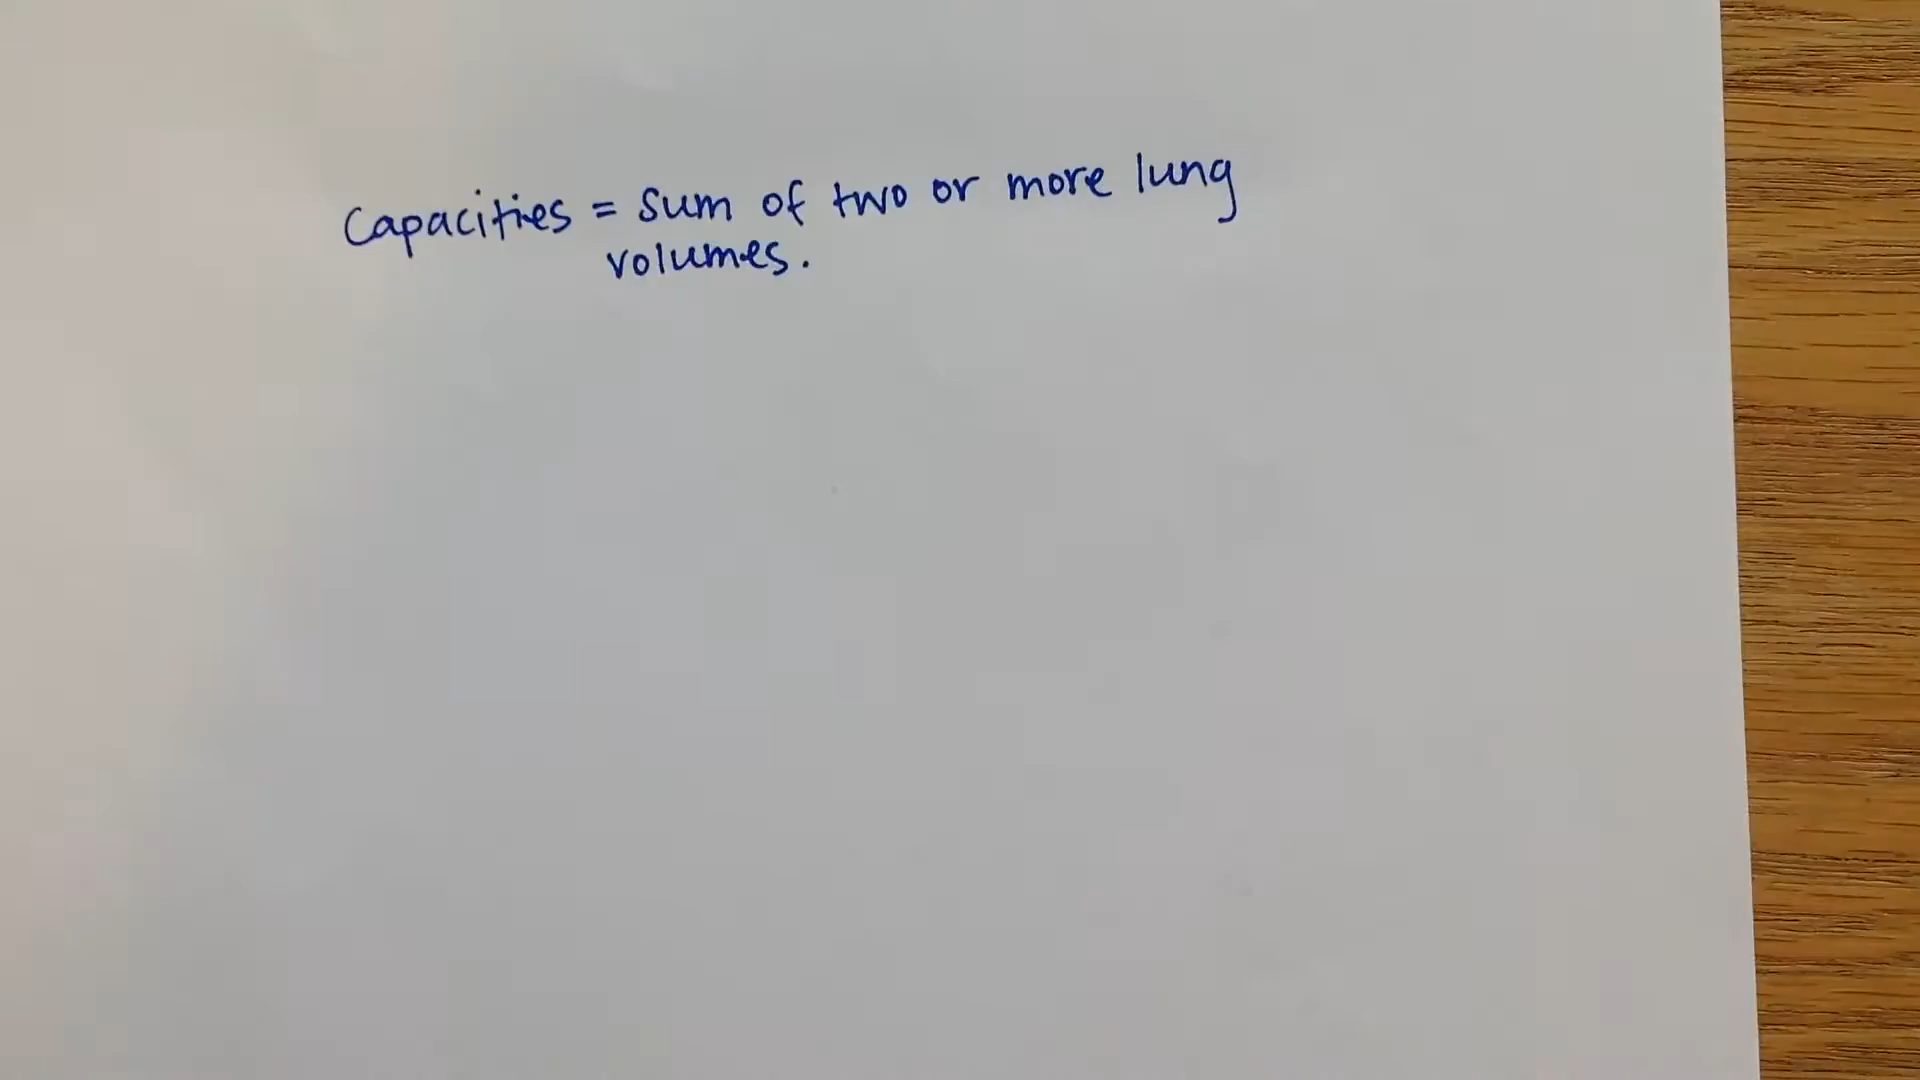 Capacities = sum of two or more lung
volumes.